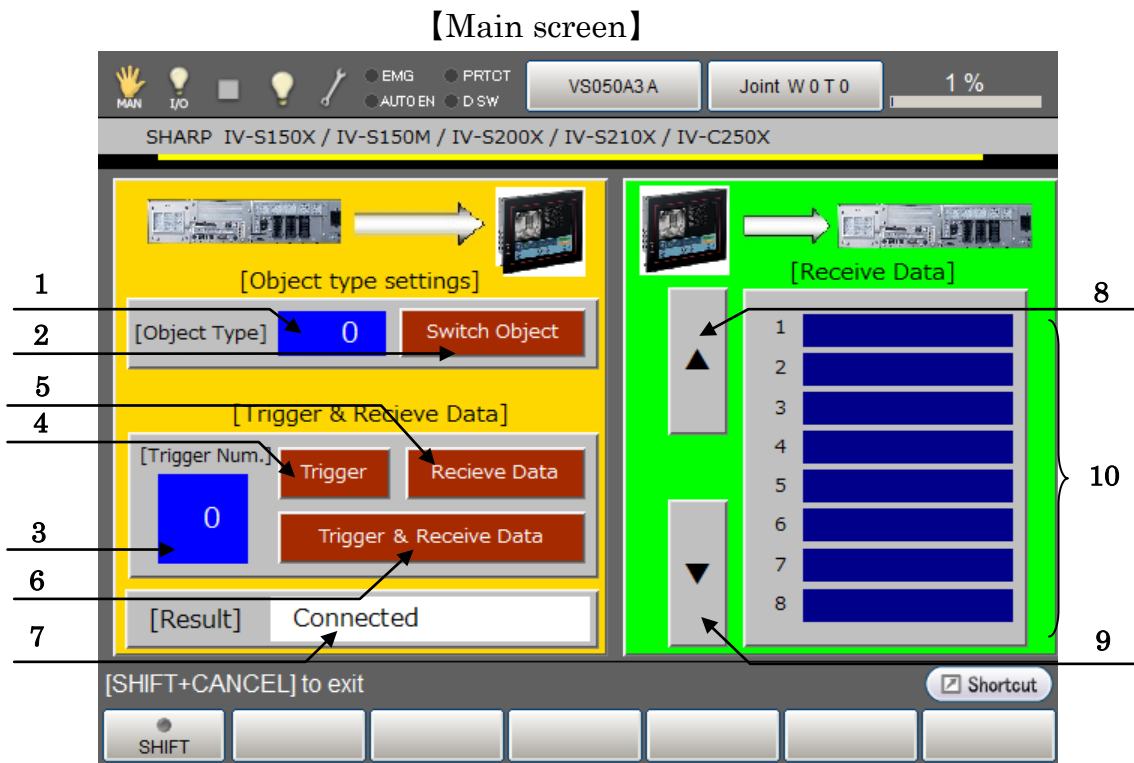 【Main screen】
MAN I/O EMG PRTCT AUTO EN D SW VS050A3 A Joint W 0 T 0 1 %
SHARP IV-S150X / IV-S150M / IV-S200X / IV-S210X / IV-C250X
[Object type settings]
[Receive Data]
1
8
[Object Type] 0 Switch Object
2
5
[Trigger & Recieve Data]
4
[Trigger Num.] Trigger Recieve Data
0
3
Trigger & Receive Data
6
[Result] Connected
7
1
2
3
4
5
6
7
8
▲
▼
10
9
[SHIFT+CANCEL] to exit
Shortcut
SHIFT